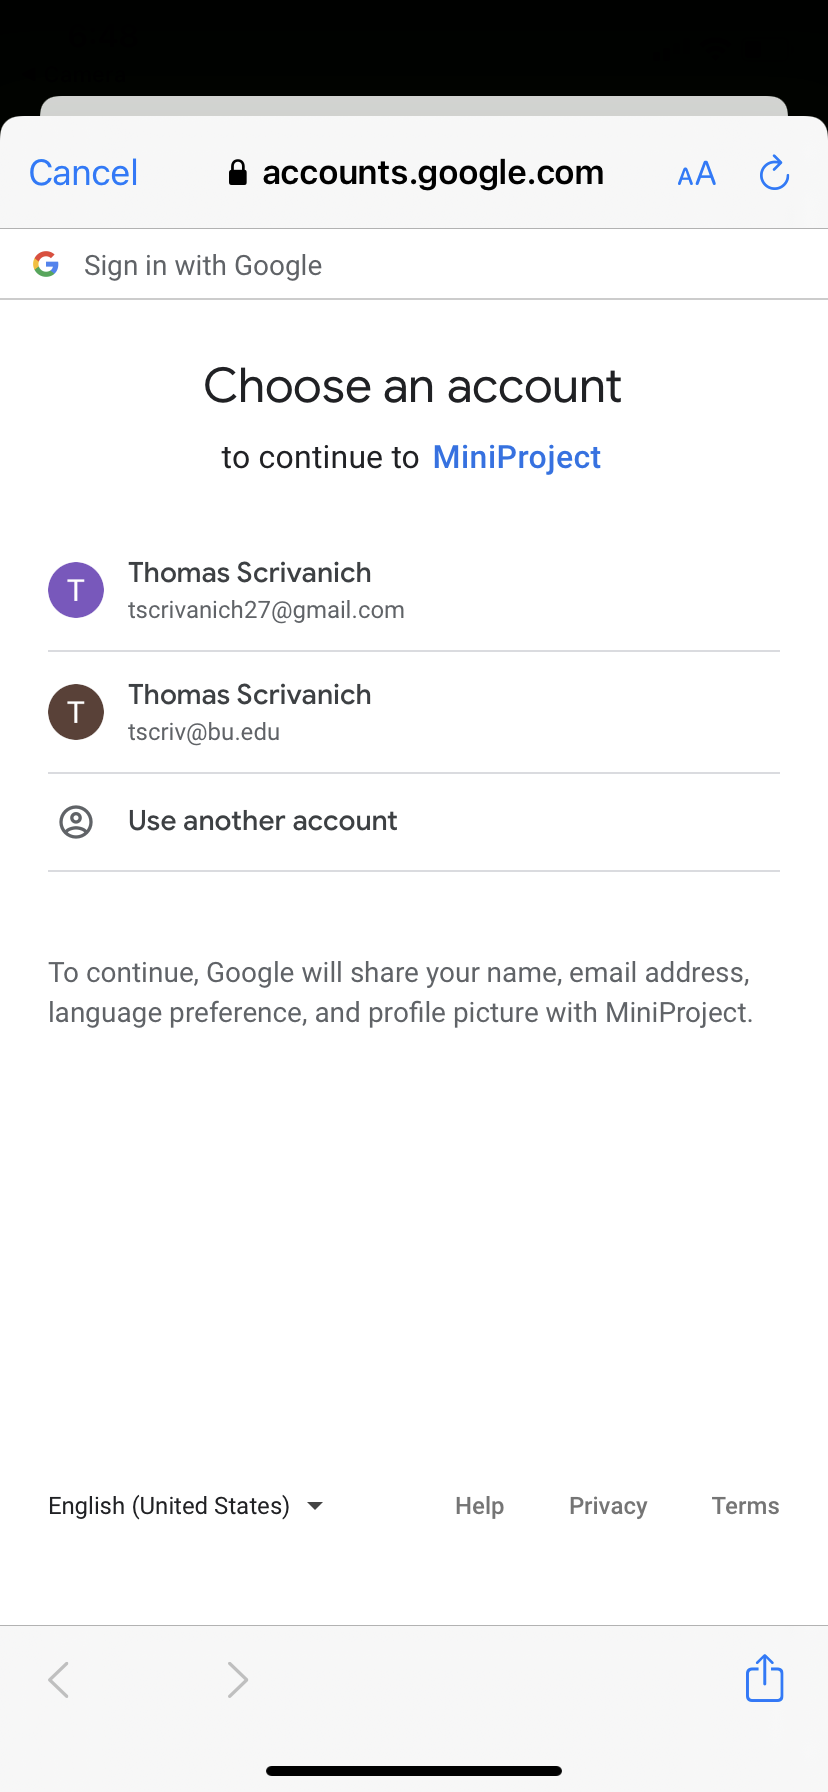 Cancel
accounts.google.com
AA
Sign in with Google
Choose an account
to continue to MiniProject
T
Thomas Scrivanich
tscrivanich27@gmail.com
T
Thomas Scrivanich
tscriv@bu.edu
Use another account
To continue, Google will share your name, email address,
language preference, and profile picture with MiniProject.
English (United States)
Help
Privacy
Terms